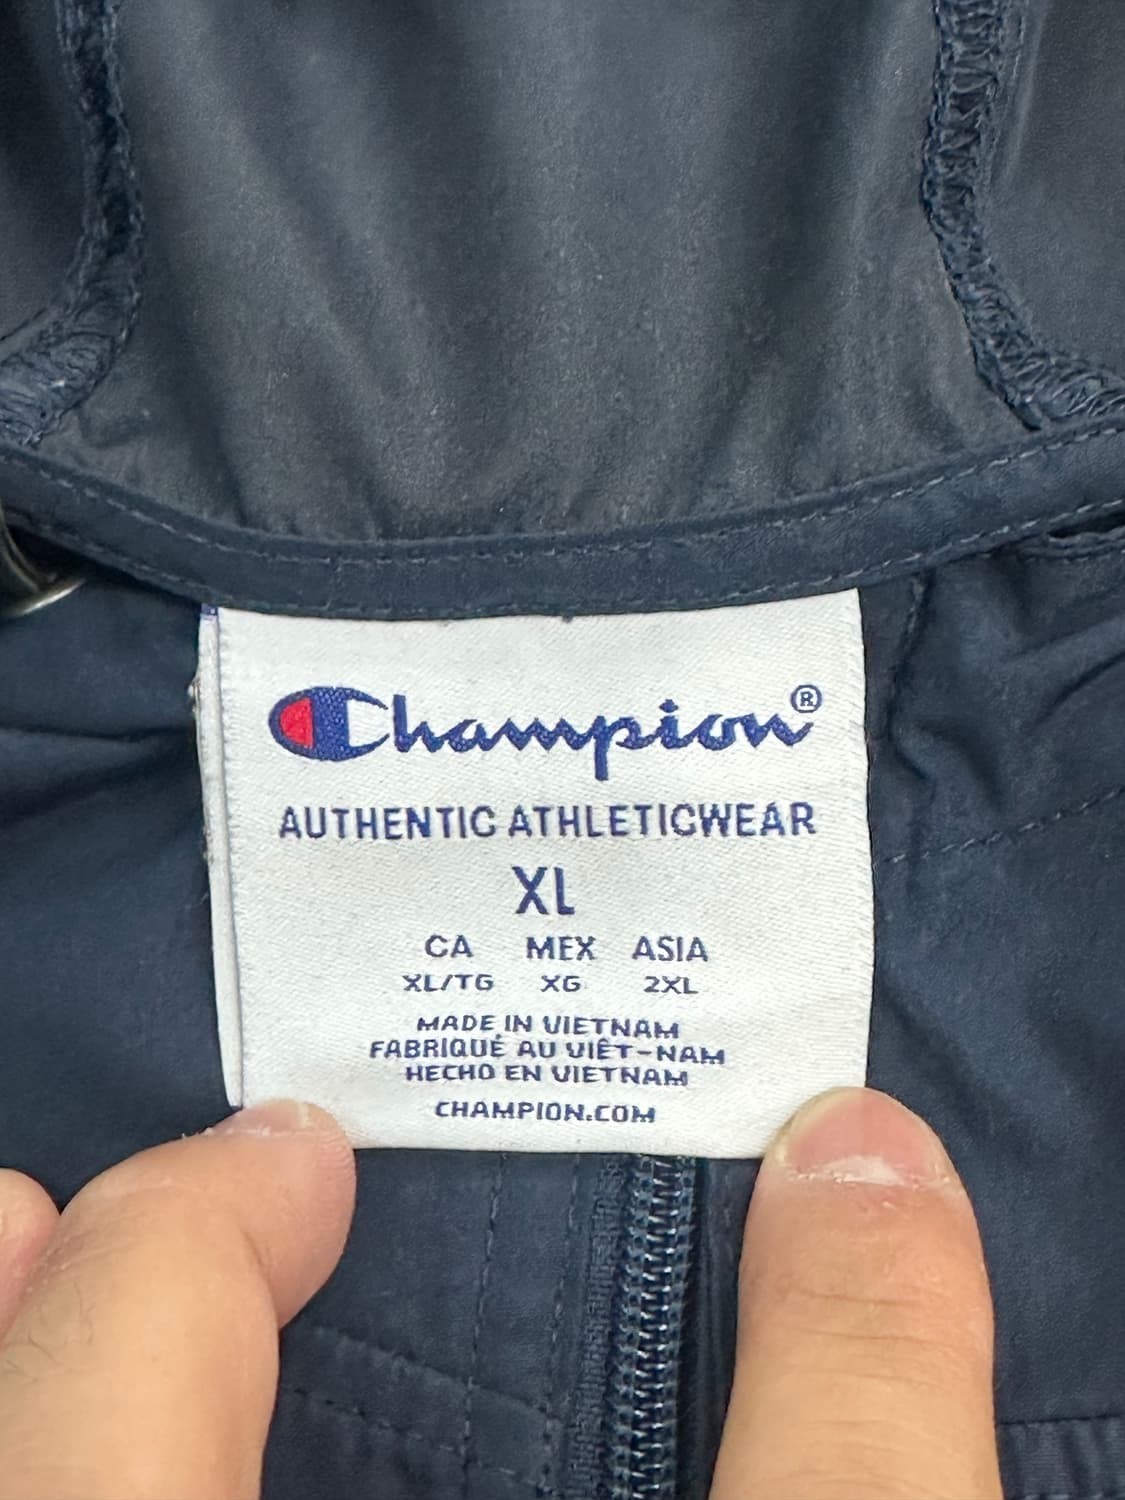 Champion®
AUTHENTIC ATHLETICWEAR
XL
CA MEX ASIA
XL/TG XG 2XL
MADE IN VIETNAM
FABRIQUÉ AU VIÊT-NAM
HECHO EN VIETNAM
CHAMPION.COM